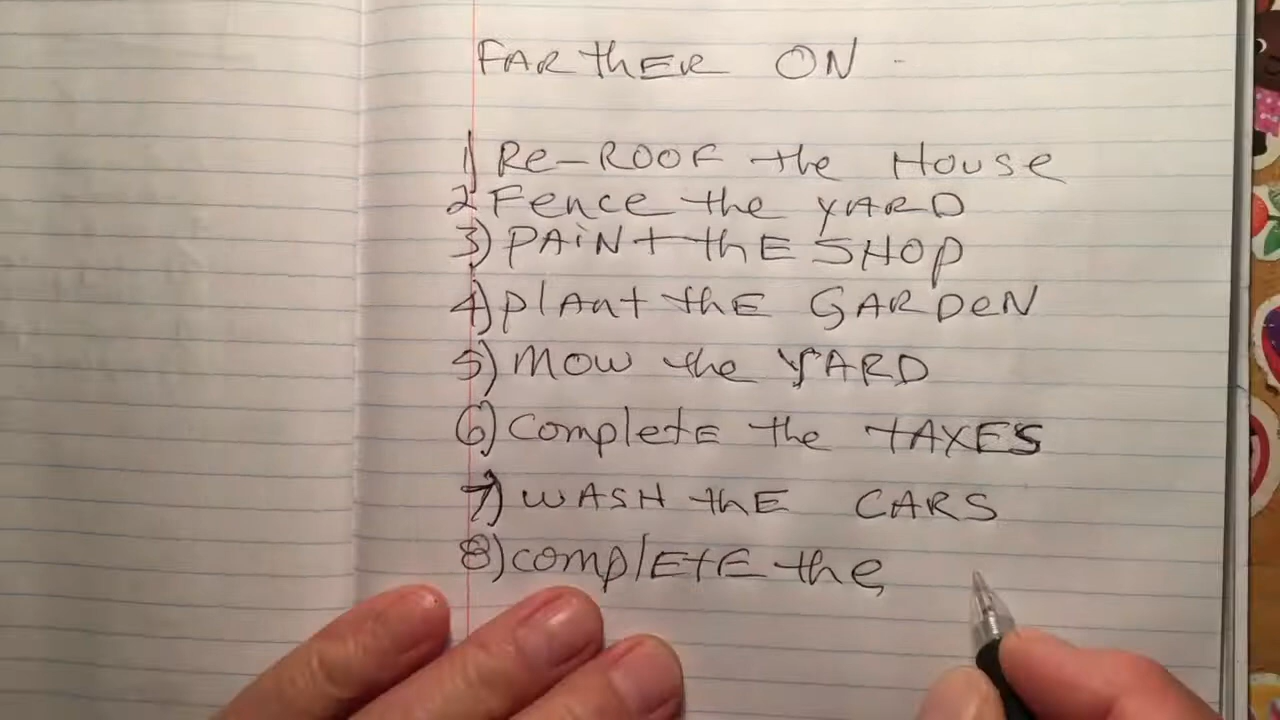 FARthER ON -
1) Re-ROOF the House
2 Fence the YARD
3) PAiNt thE SHOp
4) plAnt thE GARDeN
5) Mow the YARD
6) completE the tAXES
7) WASH thE CARS
8) complEtE the